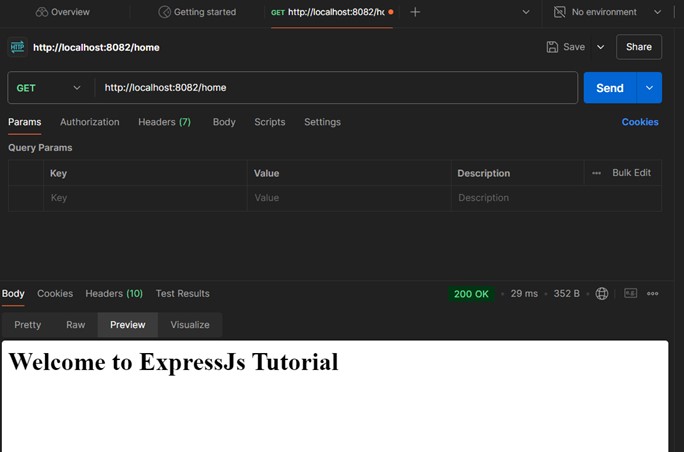 Overview Getting started GET http://localhost:8082/h No environment
HTTP http://localhost:8082/home Save Share
GET http://localhost:8082/home Send
Params Authorization Headers (7) Body Scripts Settings Cookies
Query Params
Key Value Description Bulk Edit
Key Value Description
Body Cookies Headers (10) Test Results 200 OK 29 ms 352 B
Pretty Raw Preview Visualize
Welcome to ExpressJs Tutorial